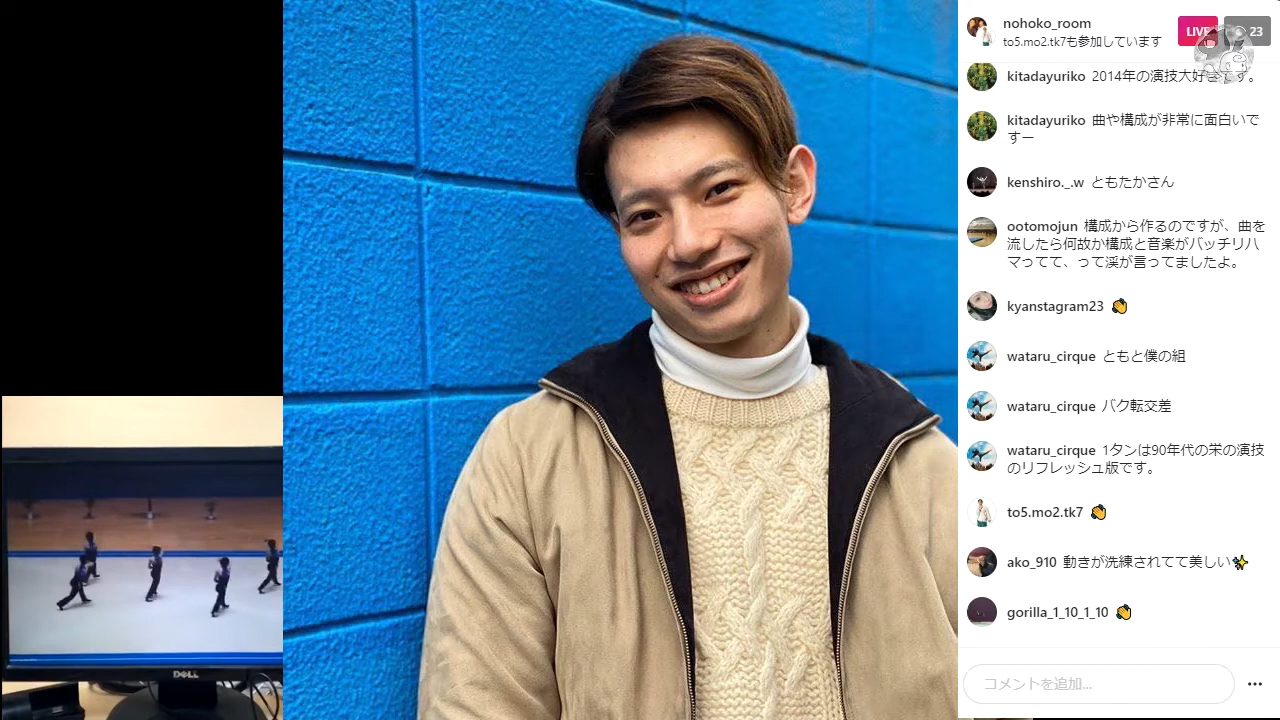 nohoko_room
to5.mo2.tk7も参加しています
LIVE
23
kitadayuriko 2014年の演技大好きです。
kitadayuriko 曲や構成が非常に面白いで
すー
kenshiro._.w ともたかさん
ootomojun 構成から作るのですが、曲を
流したら何故か構成と音楽がバッチリハ
マってて、って渓が言ってましたよ。
kyanstagram23 👏
wataru_cirque ともと僕の組
wataru_cirque バク転交差
wataru_cirque 1タンは90年代の栄の演技
のリフレッシュ版です。
to5.mo2.tk7 👏
ako_910 動きが洗練されてて美しい✨
gorilla_1_10_1_10 👏
コメントを追加...
DELL